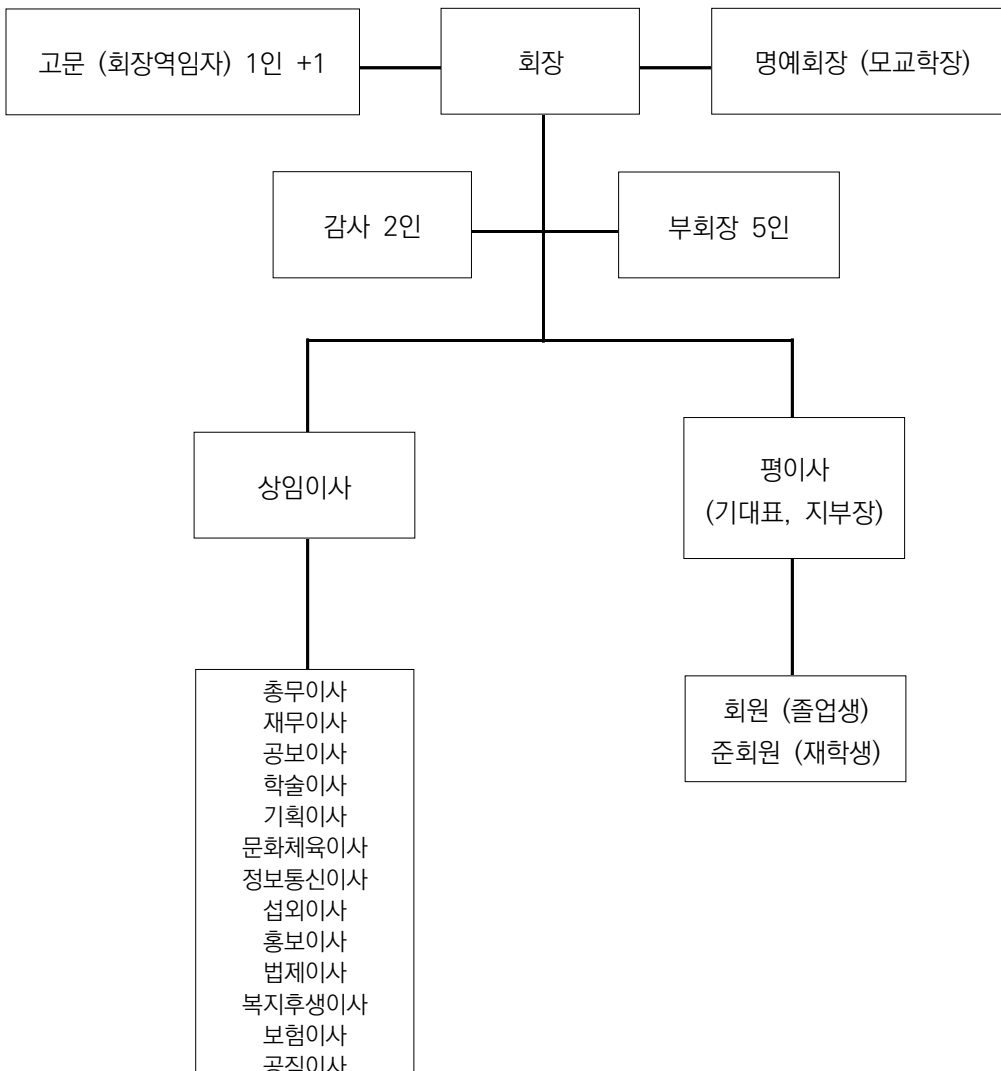 고문 (회장역임자) 1인 +1
회장
명예회장 (모교학장)
감사 2인
부회장 5인
상임이사
평이사
(기대표, 지부장)
총무이사
재무이사
공보이사
학술이사
기획이사
문화체육이사
정보통신이사
섭외이사
홍보이사
법제이사
복지후생이사
보험이사
공직이사
회원 (졸업생)
준회원 (재학생)